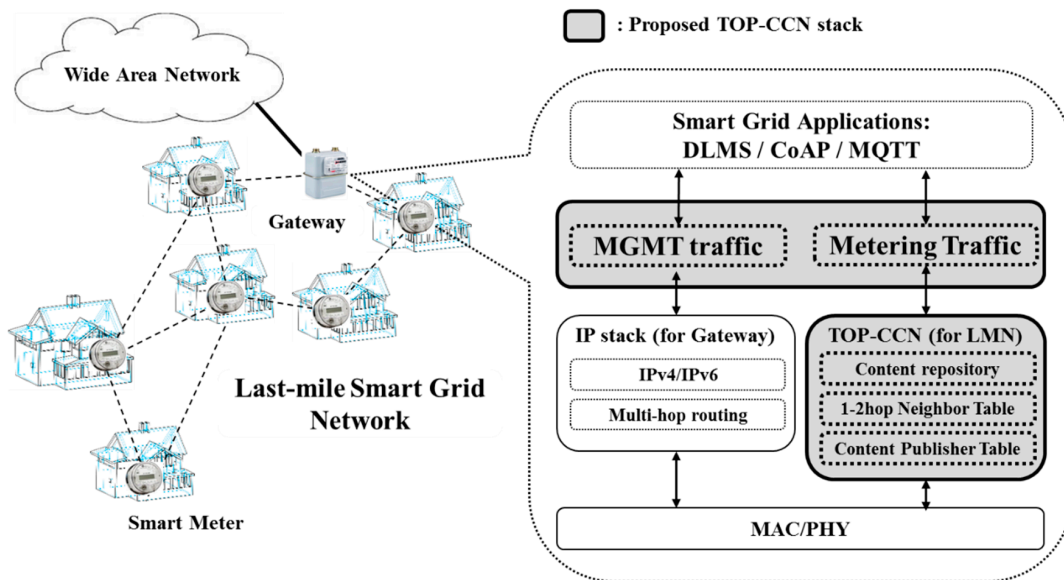 Wide Area Network
Gateway
Last-mile Smart Grid
Network
Smart Meter
: Proposed TOP-CCN stack
Smart Grid Applications:
DLMS / CoAP / MQTT
MGMT traffic
Metering Traffic
IP stack (for Gateway)
IPv4/IPv6
Multi-hop routing
TOP-CCN (for LMN)
Content repository
1-2hop Neighbor Table
Content Publisher Table
MAC/PHY